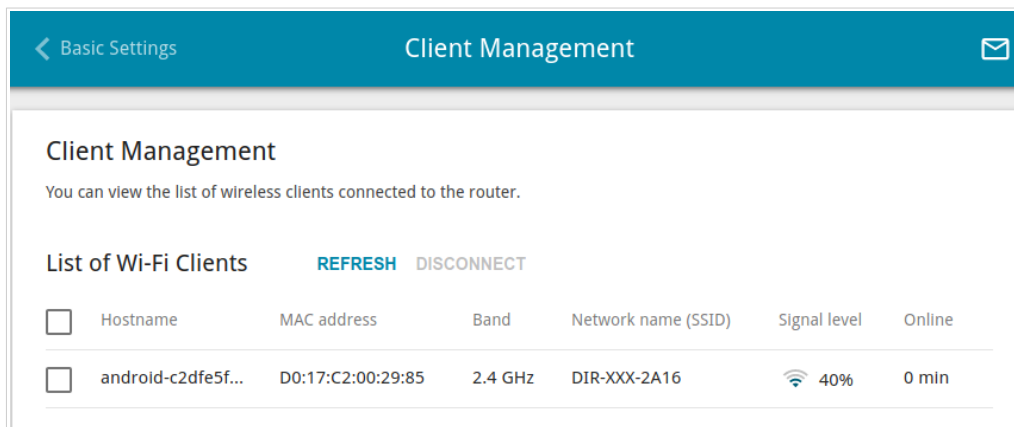 Basic Settings Client Management
Client Management
You can view the list of wireless clients connected to the router.
List of Wi-Fi Clients REFRESH DISCONNECT
Hostname MAC address Band Network name (SSID) Signal level Online
android-c2dfe5f... D0:17:C2:00:29:85 2.4 GHz DIR-XXX-2A16 40% 0 min